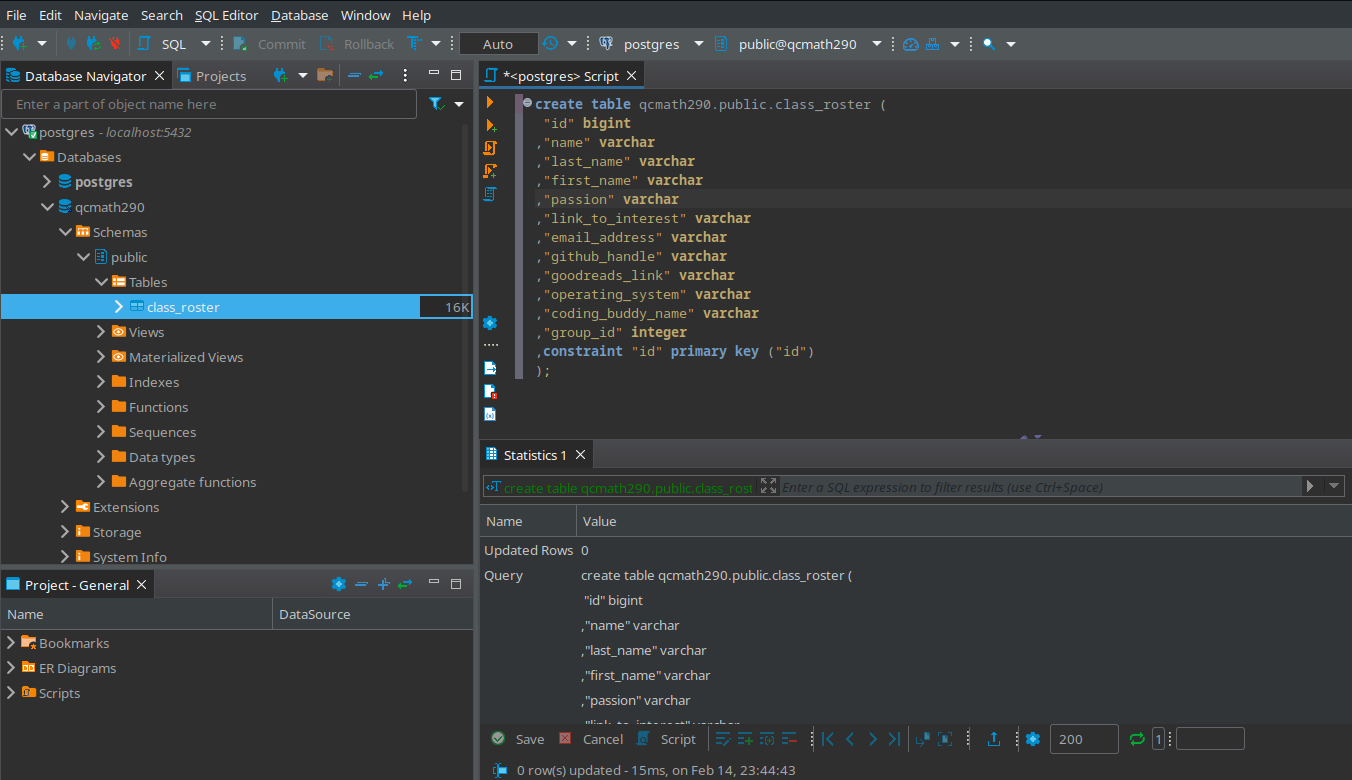 File Edit Navigate Search SQL Editor Database Window Help
SQL Commit Rollback Auto postgres public@qcmath290
Database Navigator Projects
Enter a part of object name here
postgres - localhost:5432
Databases
postgres
qcmath290
Schemas
public
Tables
class_roster 16K
Views
Materialized Views
Indexes
Functions
Sequences
Data types
Aggregate functions
Extensions
Storage
System Info
Project - General
Name DataSource
Bookmarks
ER Diagrams
Scripts
*<postgres> Script
create table qcmath290.public.class_roster (
"id" bigint
,"name" varchar
,"last_name" varchar
,"first_name" varchar
,"passion" varchar
,"link_to_interest" varchar
,"email_address" varchar
,"github_handle" varchar
,"goodreads_link" varchar
,"operating_system" varchar
,"coding_buddy_name" varchar
,"group_id" integer
,constraint "id" primary key ("id")
);
Statistics 1
create table qcmath290.public.class_rost Enter a SQL expression to filter results (use Ctrl+Space)
Name Value
Updated Rows 0
Query create table qcmath290.public.class_roster (
"id" bigint
,"name" varchar
,"last_name" varchar
,"first_name" varchar
,"passion" varchar
,"link_to_interest" varchar
Save Cancel Script 200 1
0 row(s) updated - 15ms, on Feb 14, 23:44:43